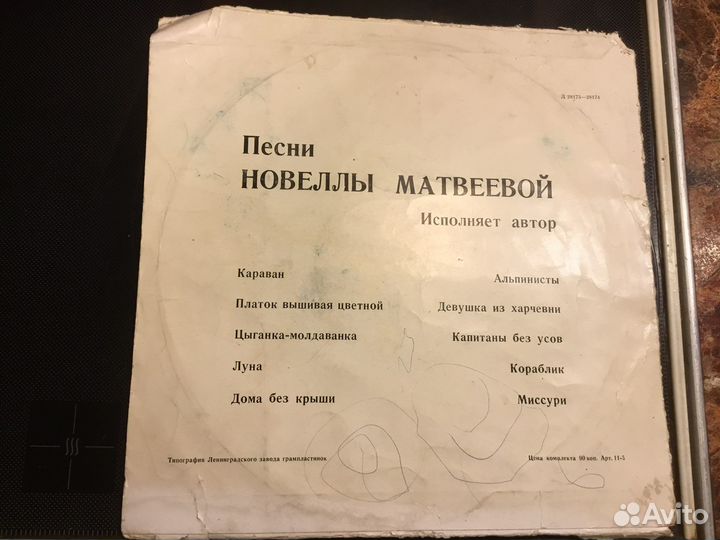 Д 28173—28174
Песни
НОВЕЛЛЫ МАТВЕЕВОЙ
Исполняет автор
Караван
Платок вышивая цветной
Цыганка-молдаванка
Луна
Дома без крыши
Альпинисты
Девушка из харчевни
Капитаны без усов
Кораблик
Миссури
Типография Ленинградского завода грампластинок
Цена комплекта 90 коп. Арт. 11-5
Avito